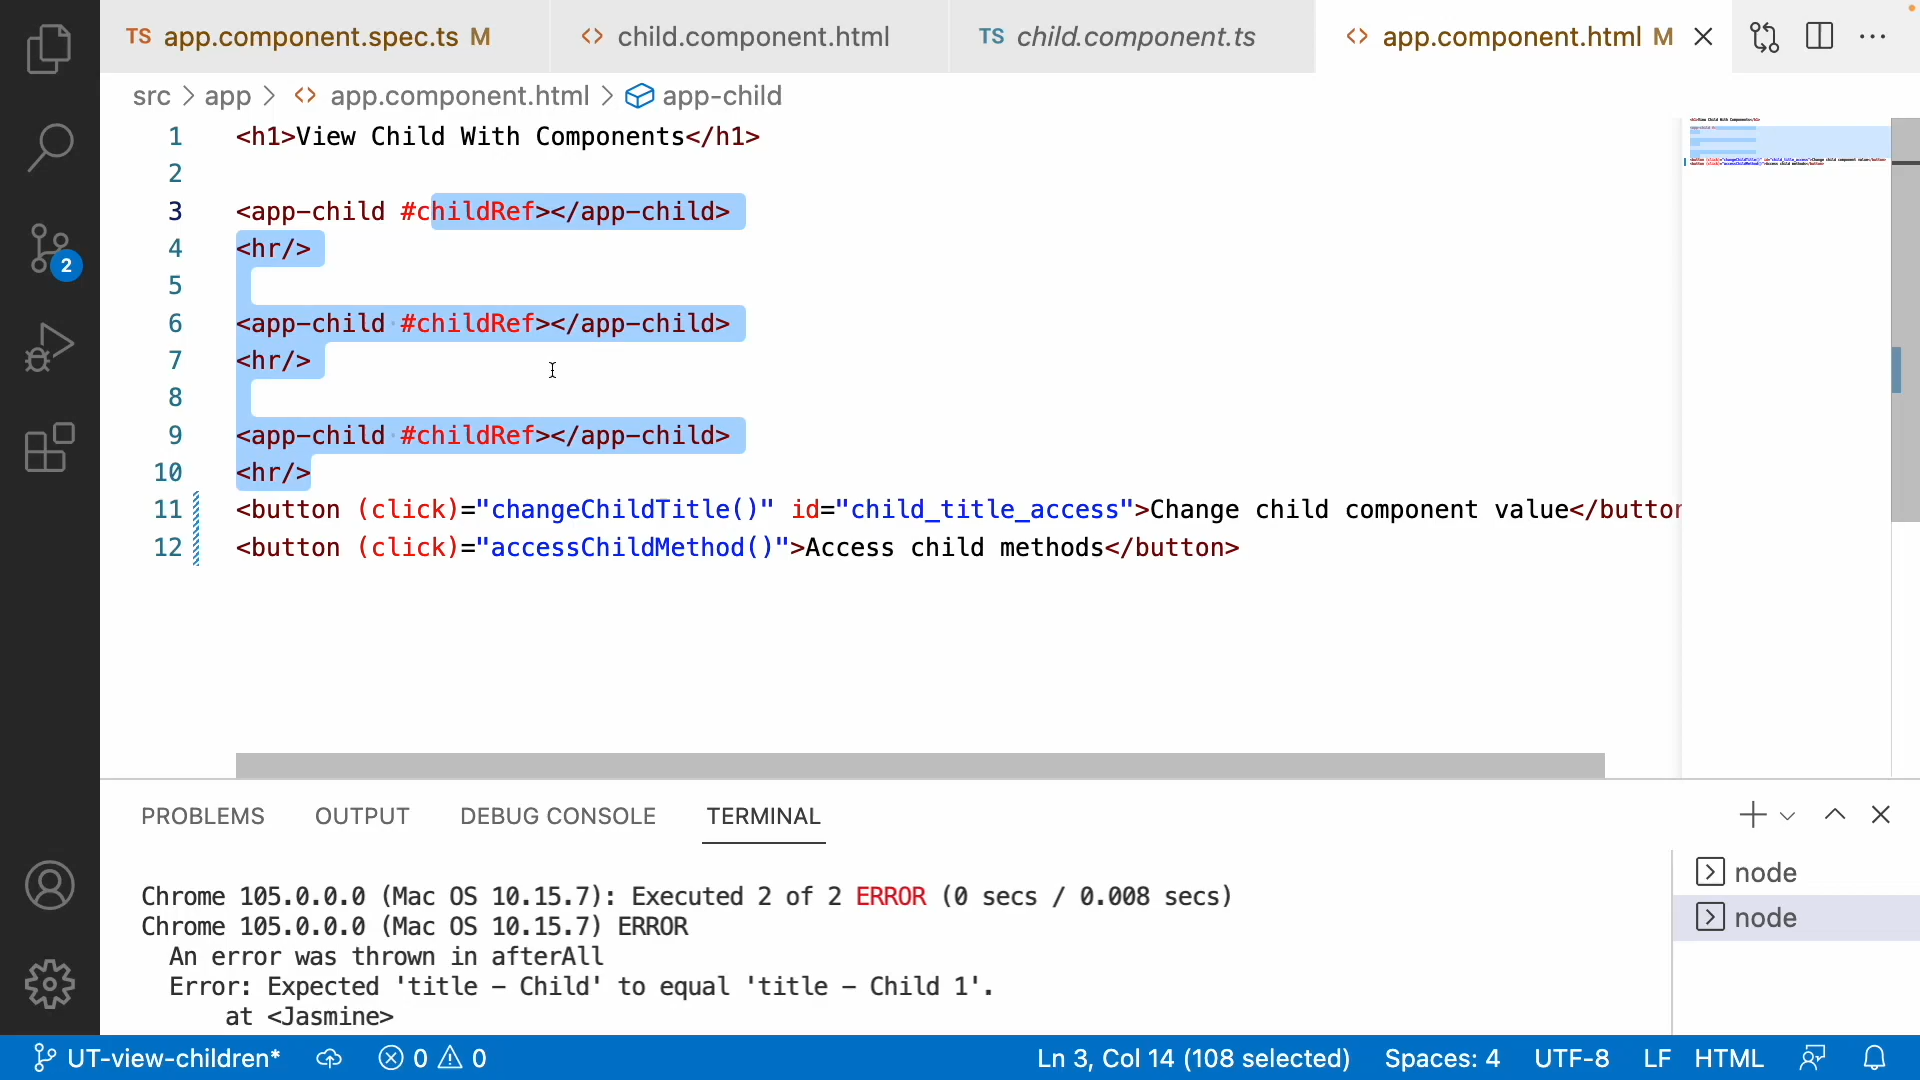 TS app.component.spec.ts M <> child.component.html TS child.component.ts <> app.component.html M
src > app > <> app.component.html > app-child
1 <h1>View Child With Components</h1>
2
3 <app-child #childRef></app-child>
4 <hr/>
5
6 <app-child #childRef></app-child>
7 <hr/>
8
9 <app-child #childRef></app-child>
10 <hr/>
11 <button (click)="changeChildTitle()" id="child_title_access">Change child component value</button
12 <button (click)="accessChildMethod()">Access child methods</button>
2
PROBLEMS OUTPUT DEBUG CONSOLE TERMINAL
Chrome 105.0.0.0 (Mac OS 10.15.7): Executed 2 of 2 ERROR (0 secs / 0.008 secs)
Chrome 105.0.0.0 (Mac OS 10.15.7) ERROR
An error was thrown in afterAll
Error: Expected 'title - Child' to equal 'title - Child 1'.
at <Jasmine>
node
node
UT-view-children* 0 0 Ln 3, Col 14 (108 selected) Spaces: 4 UTF-8 LF HTML